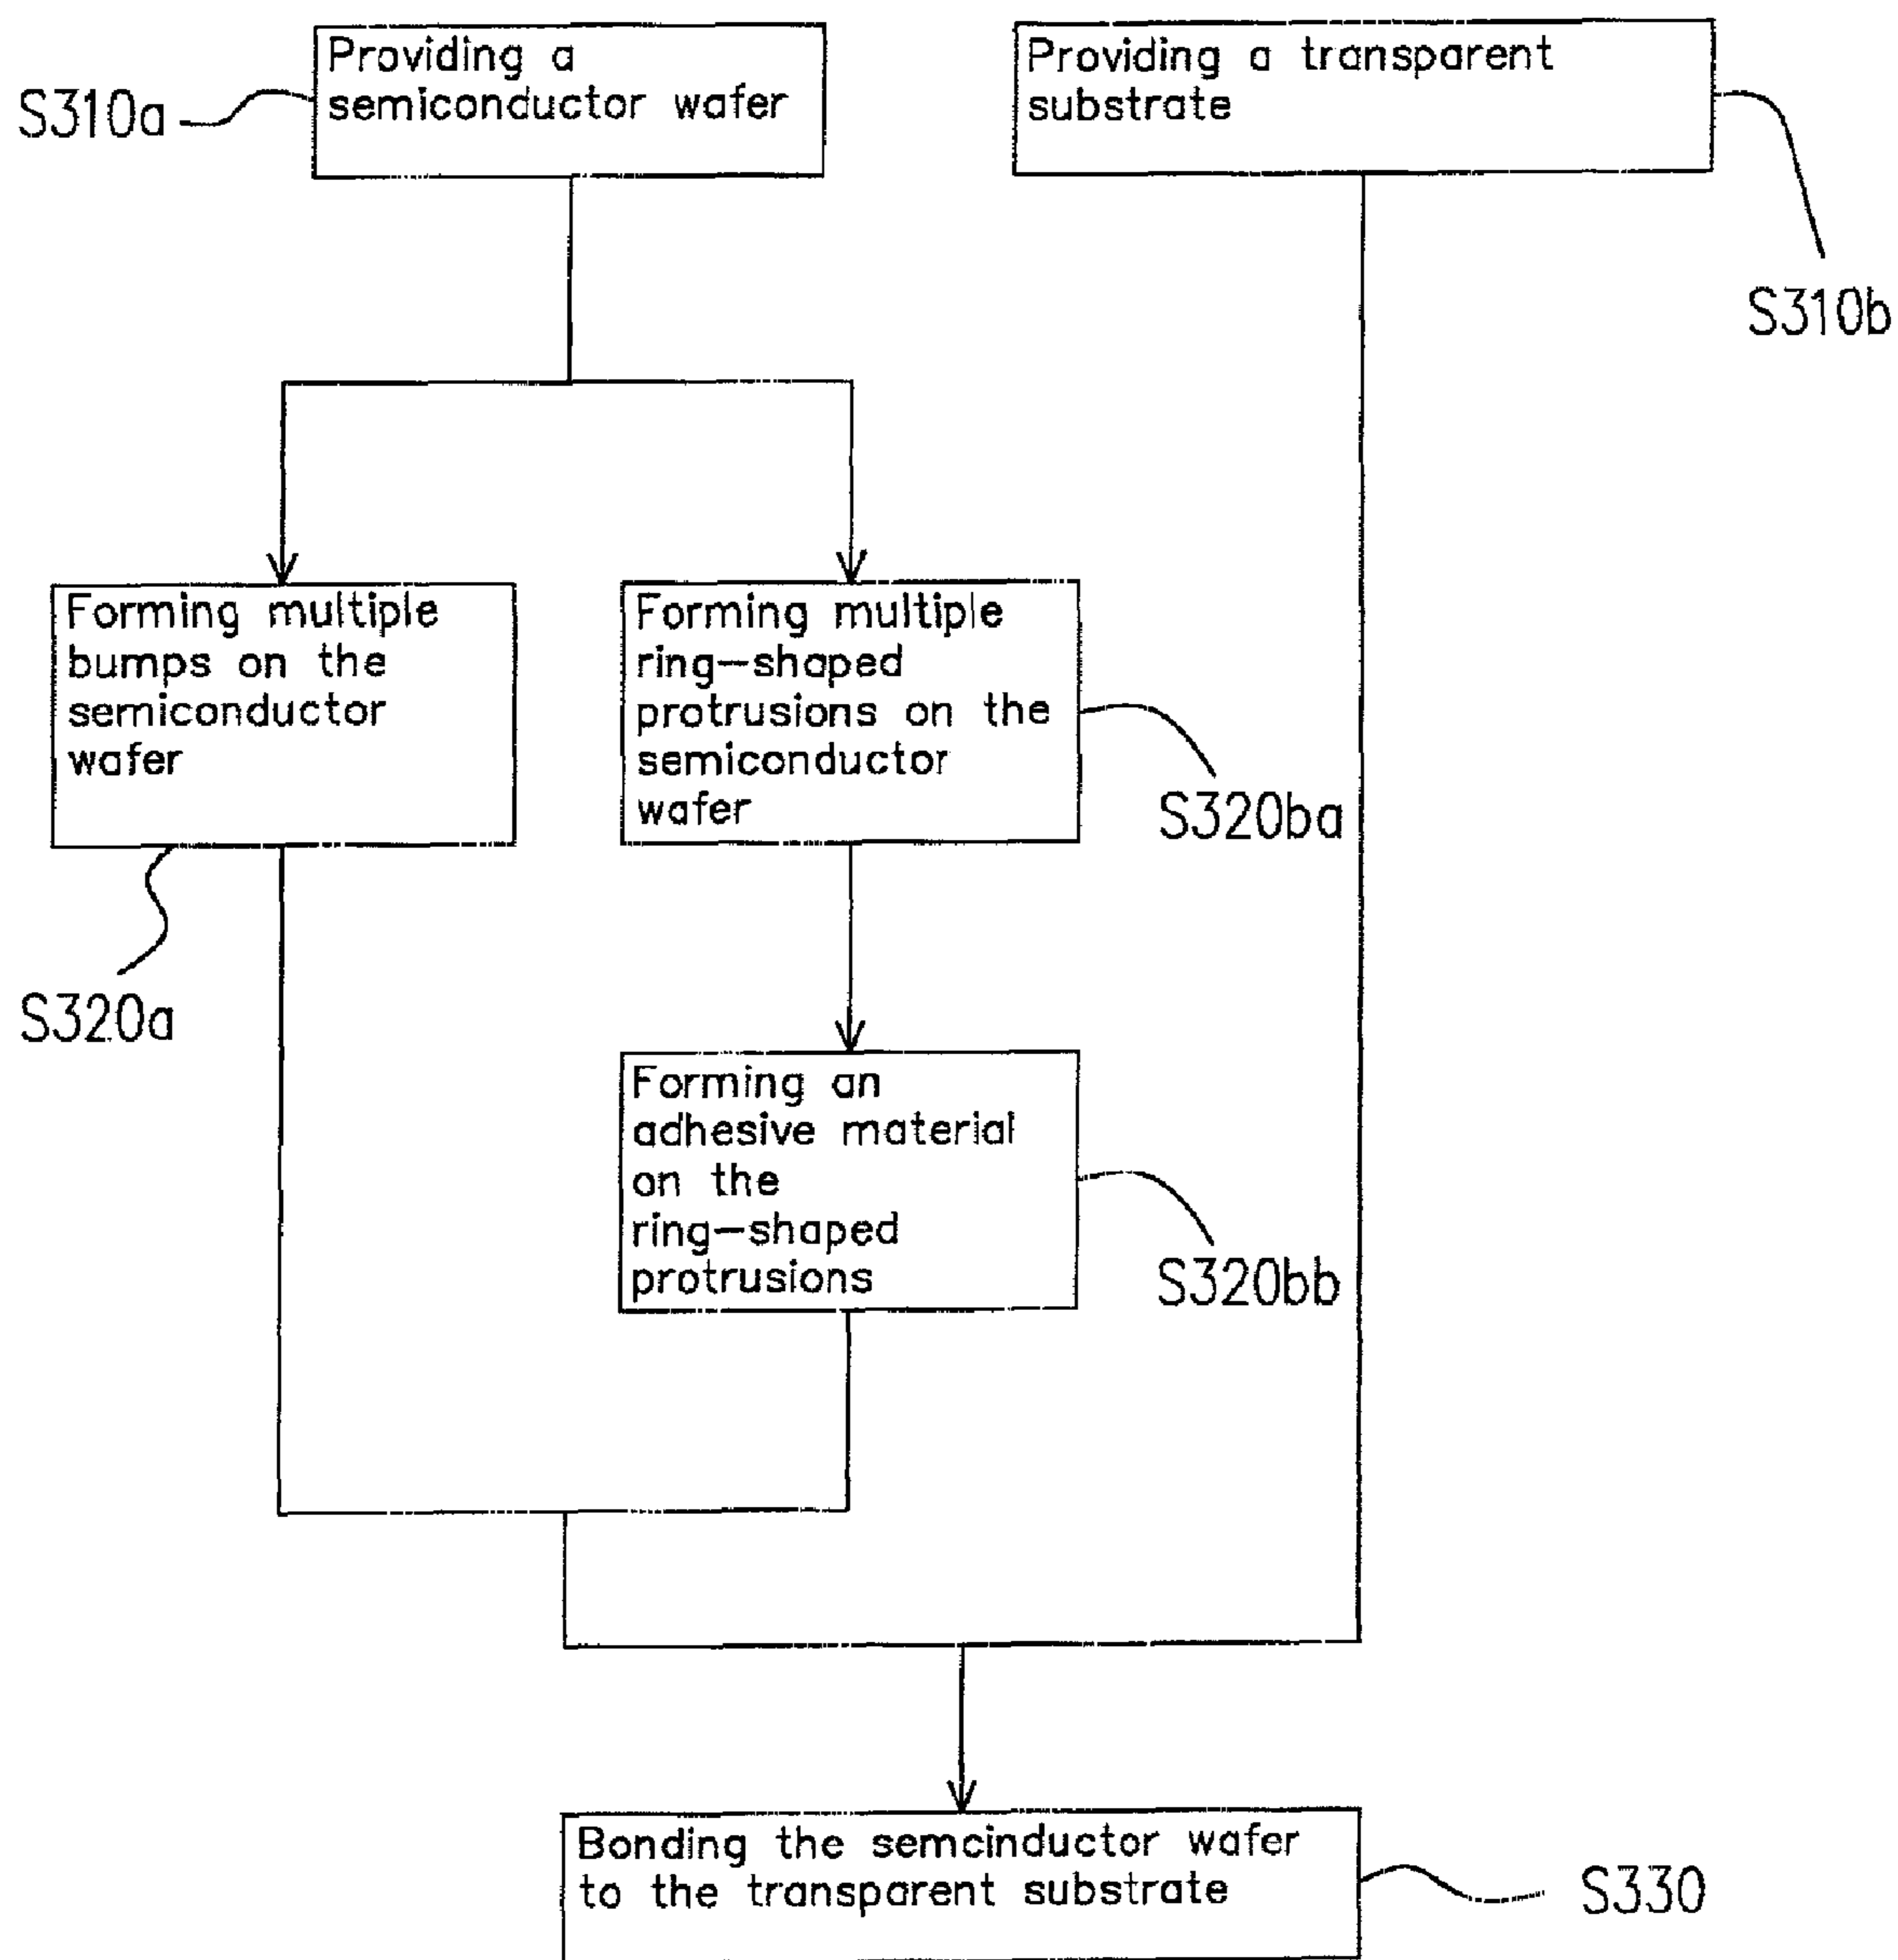 Providing a
semiconductor wafer
S310a
Providing a transparent
substrate
S310b
Forming multiple
bumps on the
semiconductor
wafer
S320a
Forming multiple
ring-shaped
protrusions on the
semiconductor
wafer
S320ba
Forming an
adhesive material
on the
ring-shaped
protrusions
S320bb
Bonding the semcinductor wafer
to the transparent substrate
S330